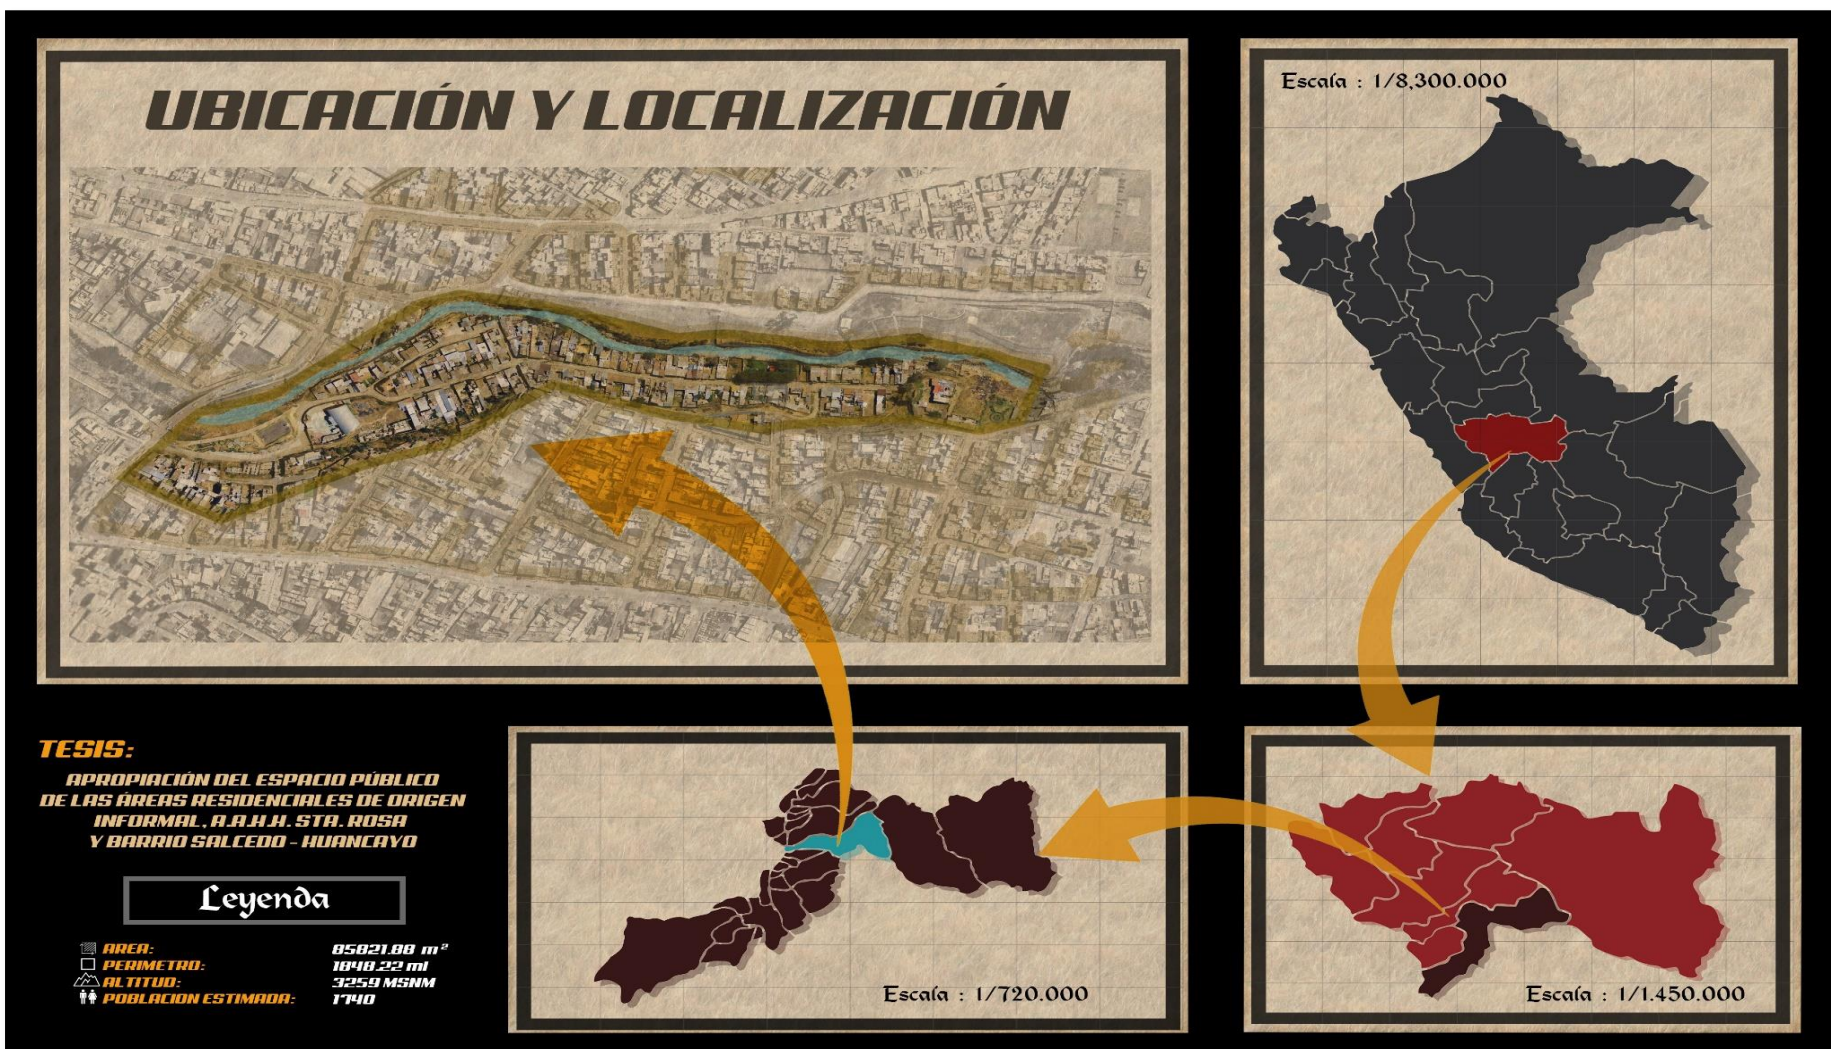 UBICACIÓN Y LOCALIZACIÓN
Escala : 1/8,300.000
TESIS:
APROPIACIÓN DEL ESPACIO PÚBLICO
DE LAS ÁREAS RESIDENCIALES DE ORIGEN
INFORMAL, A.A.H.H. STA. ROSA
Y BARRIO SALCEDO - HUANCAYO
Leyenda
AREA: 85821.88 m²
PERIMETRO: 1848.22 ml
ALTITUD: 3259 MSNM
POBLACION ESTIMADA: 1740
Escala : 1/720.000
Escala : 1/1.450.000